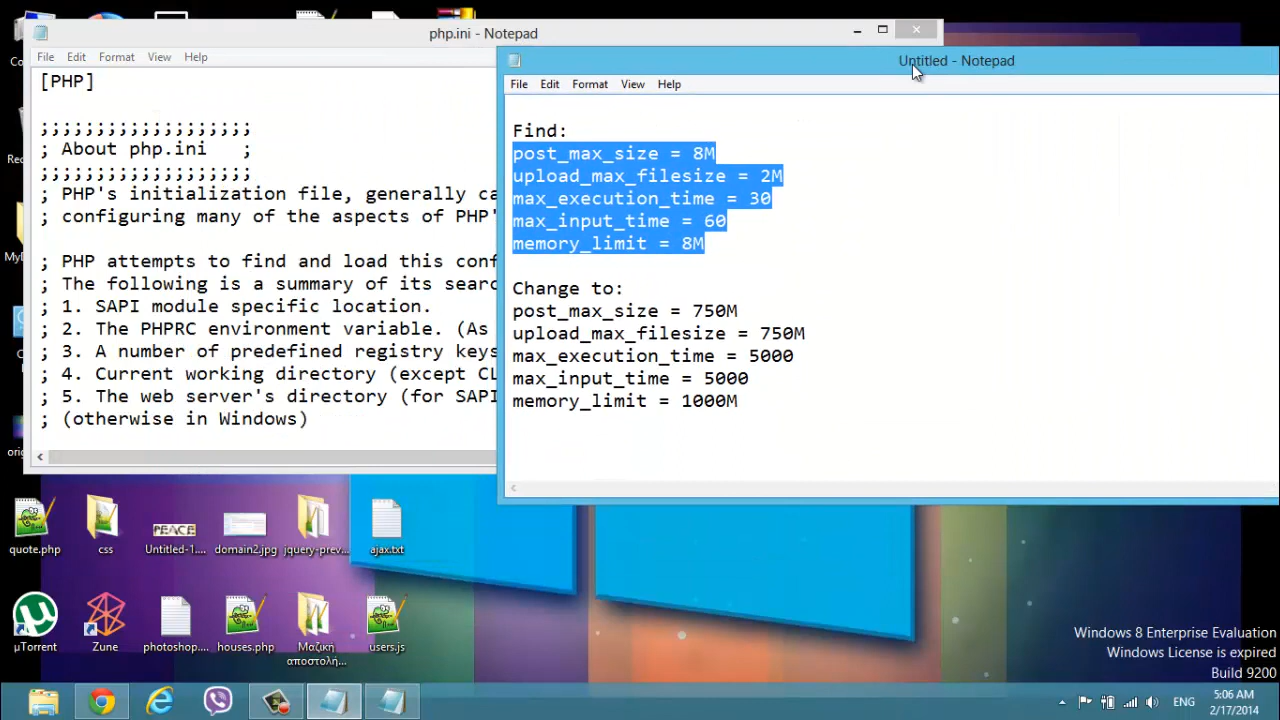 php.ini - Notepad
File Edit Format View Help
[PHP]
;;;;;;;;;;;;;;;;;;;
; About php.ini   ;
;;;;;;;;;;;;;;;;;;;
; PHP's initialization file, generally ca
; configuring many of the aspects of PHP'
; PHP attempts to find and load this conf
; The following is a summary of its searc
; 1. SAPI module specific location.
; 2. The PHPRC environment variable. (As
; 3. A number of predefined registry keys
; 4. Current working directory (except CL
; 5. The web server's directory (for SAPI
; (otherwise in Windows)
Untitled - Notepad
File Edit Format View Help
Find:
post_max_size = 8M
upload_max_filesize = 2M
max_execution_time = 30
max_input_time = 60
memory_limit = 8M
Change to:
post_max_size = 750M
upload_max_filesize = 750M
max_execution_time = 5000
max_input_time = 5000
memory_limit = 1000M
Co
Rec
MyD
C
orig
PEACE
quote.php css Untitled-1.... domain2.jpg jquery-prev... ajax.txt
µTorrent Zune photoshop.... houses.php Μαζικη αποστολή... users.js
Windows 8 Enterprise Evaluation
Windows License is expired
Build 9200
ENG
5:06 AM
2/17/2014